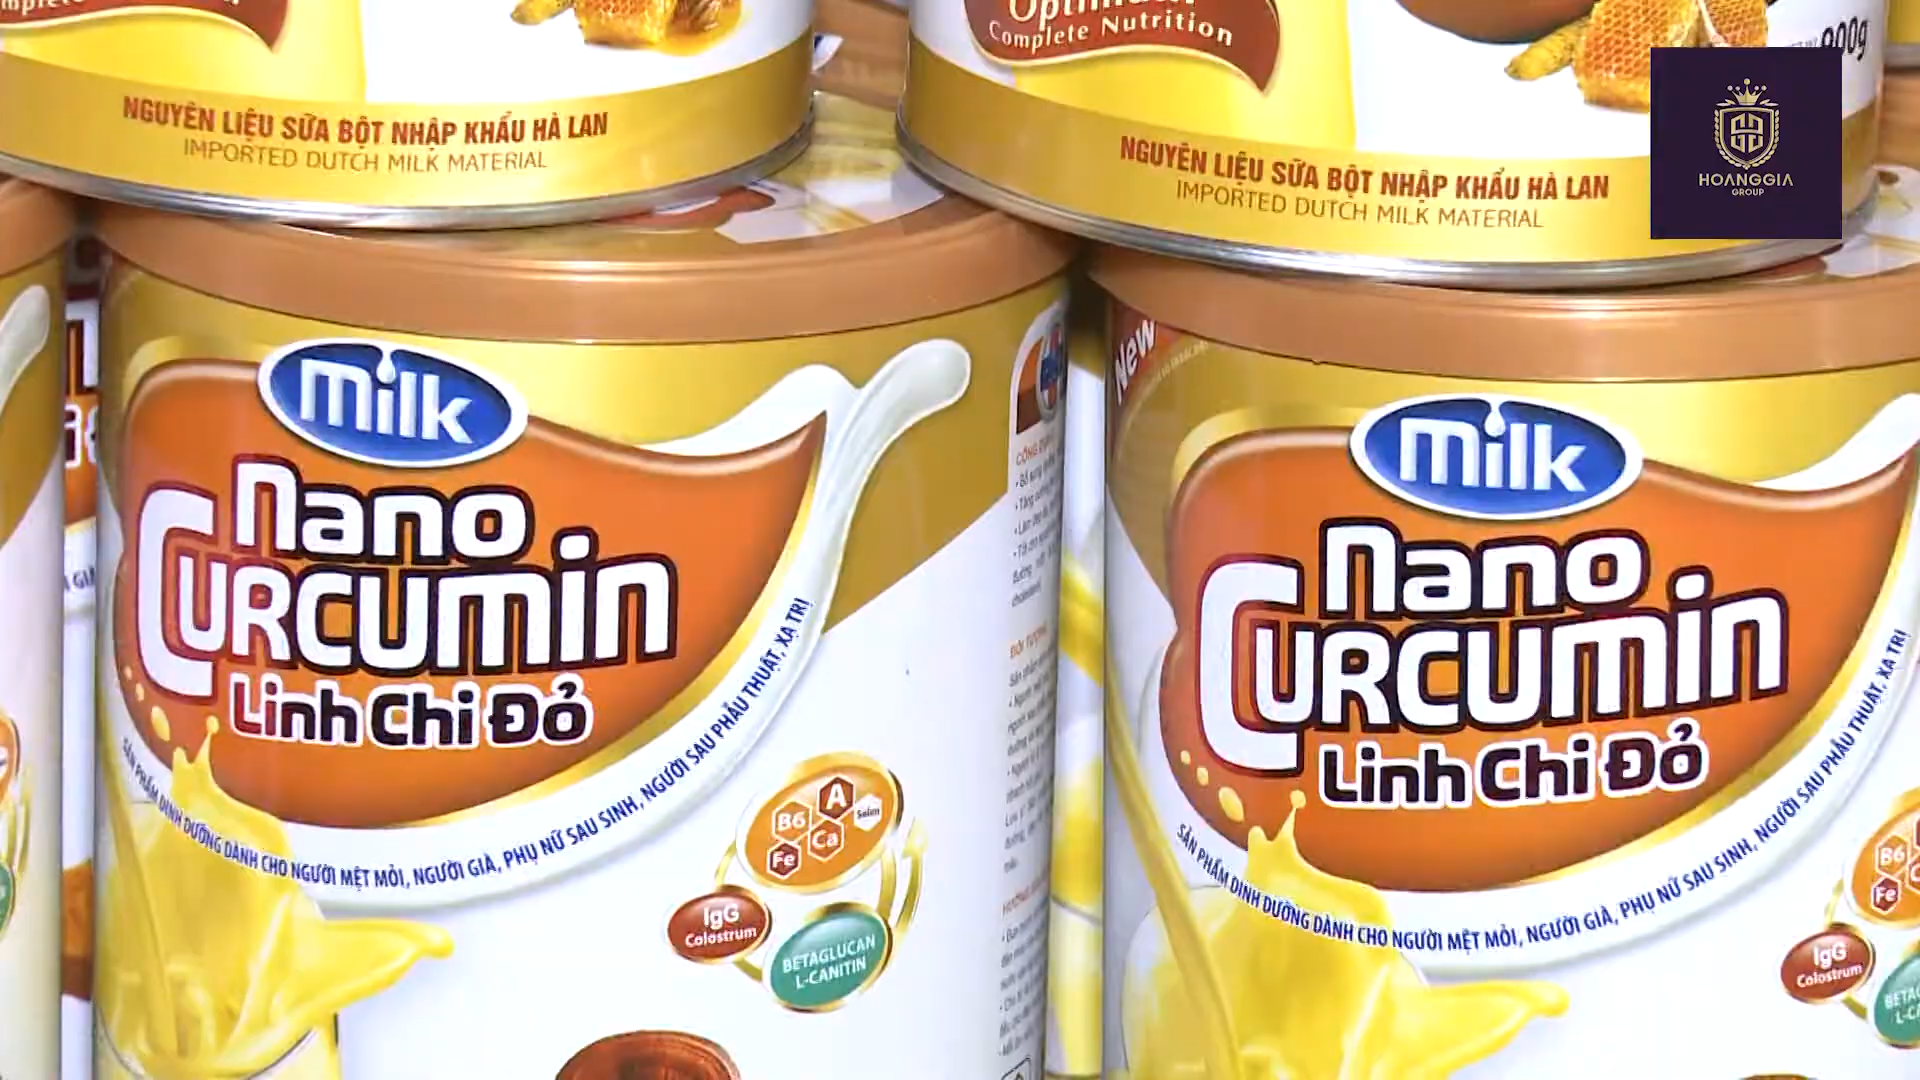 Complete Nutrition
NGUYÊN LIỆU SỮA BỘT NHẬP KHẨU HÀ LAN
IMPORTED DUTCH MILK MATERIAL
Complete Nutrition
900g
NGUYÊN LIỆU SỮA BỘT NHẬP KHẨU HÀ LAN
IMPORTED DUTCH MILK MATERIAL
HOANGGIA
GROUP
milk
nano
CURCUMIN
Linh Chi Đỏ
SẢN PHẨM DINH DƯỠNG DÀNH CHO NGƯỜI MỆT MỎI, NGƯỜI GIÀ, PHỤ NỮ SAU SINH, NGƯỜI SAU PHẪU THUẬT, XẠ TRỊ
A
B6
Selen
Ca
Fe
IgG
Colostrum
BETAGLUCAN
L-CANITIN
New
milk
nano
CURCUMIN
Linh Chi Đỏ
SẢN PHẨM DINH DƯỠNG DÀNH CHO NGƯỜI MỆT MỎI, NGƯỜI GIÀ, PHỤ NỮ SAU SINH, NGƯỜI SAU PHẪU THUẬT, XẠ TRỊ
B6
Fe
IgG
Colostrum